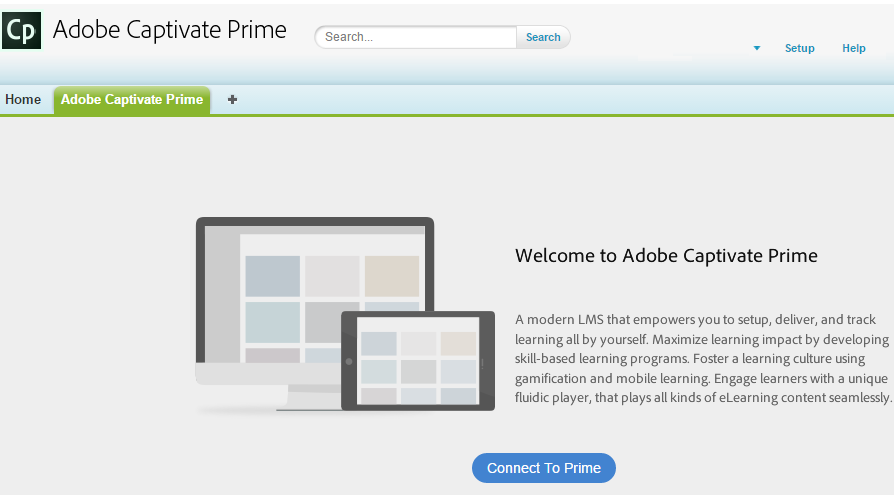 Cp Adobe Captivate Prime
Search... Search
Setup Help
Home Adobe Captivate Prime +
Welcome to Adobe Captivate Prime
A modern LMS that empowers you to setup, deliver, and track
learning all by yourself. Maximize learning impact by developing
skill-based learning programs. Foster a learning culture using
gamification and mobile learning. Engage learners with a unique
fluidic player, that plays all kinds of eLearning content seamlessly.
Connect To Prime